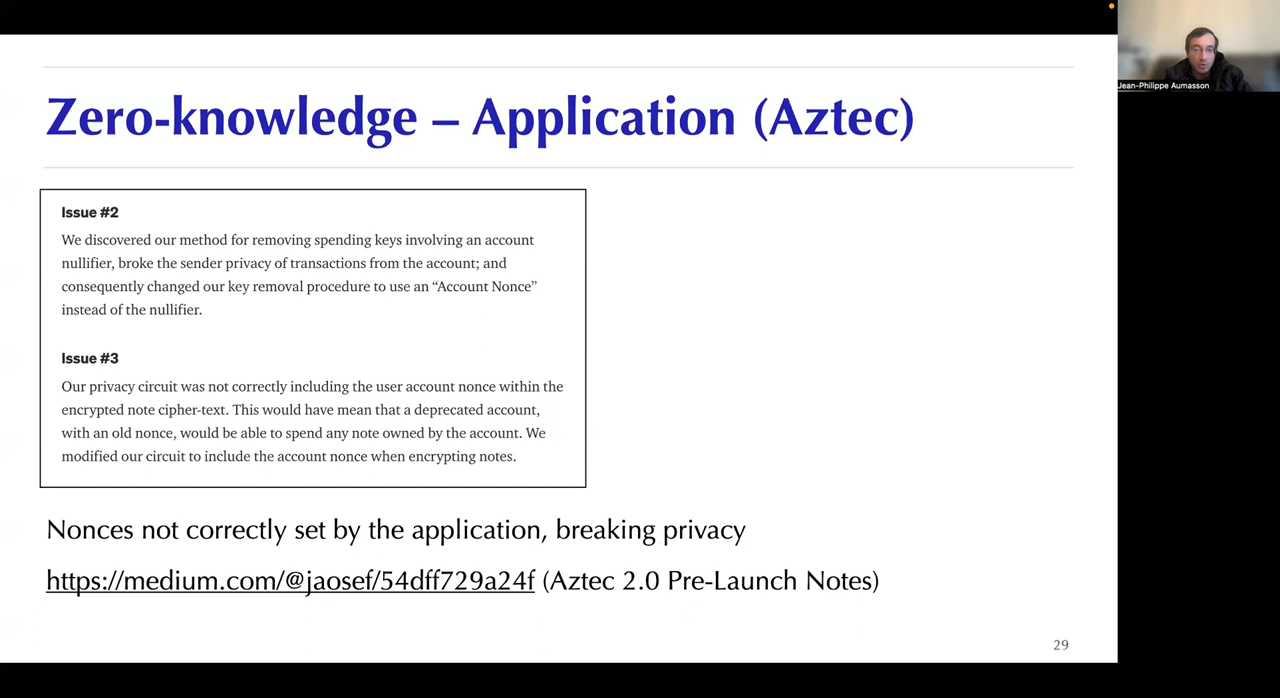 Jean-Philippe Aumasson
Zero-knowledge – Application (Aztec)
Issue #2
We discovered our method for removing spending keys involving an account
nullifier, broke the sender privacy of transactions from the account; and
consequently changed our key removal procedure to use an “Account Nonce”
instead of the nullifier.
Issue #3
Our privacy circuit was not correctly including the user account nonce within the
encrypted note cipher-text. This would have mean that a deprecated account,
with an old nonce, would be able to spend any note owned by the account. We
modified our circuit to include the account nonce when encrypting notes.
Nonces not correctly set by the application, breaking privacy
https://medium.com/@jaosef/54dff729a24f (Aztec 2.0 Pre-Launch Notes)
29